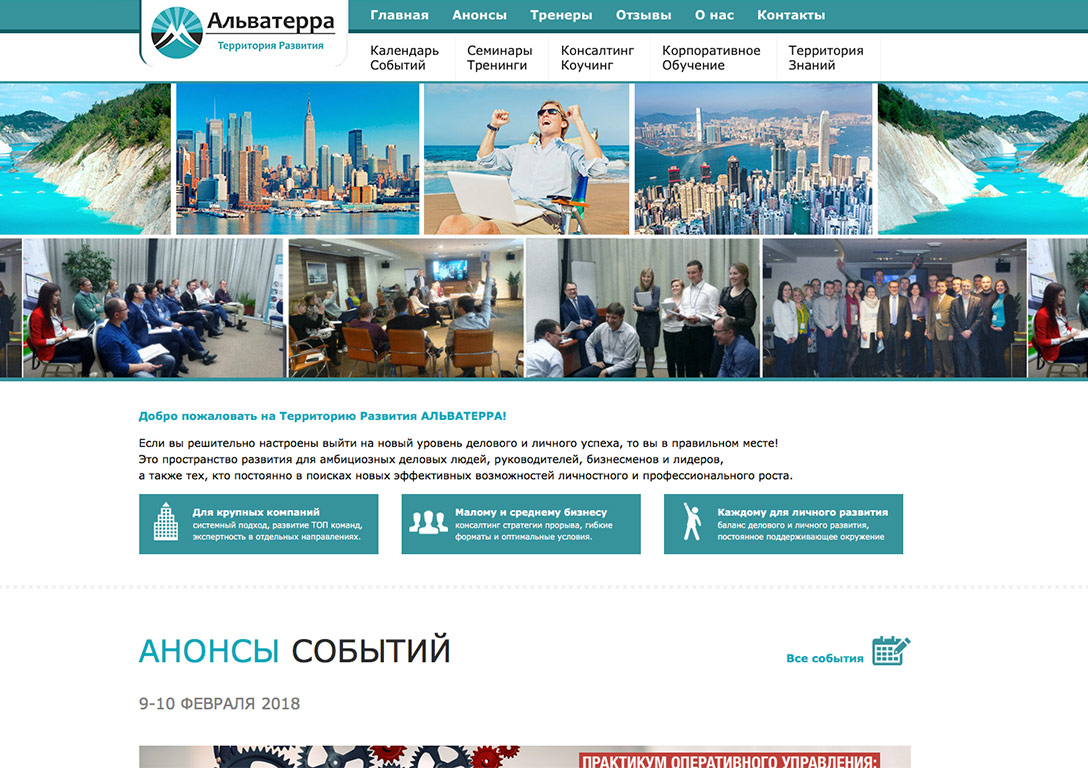 Альватерра
Территория Развития
Главная Анонсы Тренеры Отзывы О нас Контакты
Календарь Событий
Семинары Тренинги
Консалтинг Коучинг
Корпоративное Обучение
Территория Знаний
Добро пожаловать на Территорию Развития АЛЬВАТЕРРА!
Если вы решительно настроены выйти на новый уровень делового и личного успеха, то вы в правильном месте!
Это пространство развития для амбициозных деловых людей, руководителей, бизнесменов и лидеров,
а также тех, кто постоянно в поисках новых эффективных возможностей личностного и профессионального роста.
Для крупных компаний
системный подход, развитие ТОП команд,
экспертность в отдельных направлениях.
Малому и среднему бизнесу
консалтинг стратегии прорыва, гибкие
форматы и оптимальные условия.
Каждому для личного развития
баланс делового и личного развития,
постоянное поддерживающее окружение
АНОНСЫ СОБЫТИЙ
Все события
9-10 ФЕВРАЛЯ 2018
ПРАКТИКУМ ОПЕРАТИВНОГО УПРАВЛЕНИЯ: